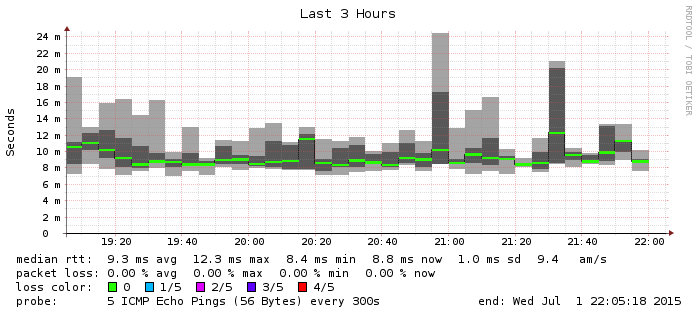 Last 3 Hours
RRDTOOL / TOBI OETIKER
Seconds
24 m
22 m
20 m
18 m
16 m
14 m
12 m
10 m
8 m
6 m
4 m
2 m
0
19:20 19:40 20:00 20:20 20:40 21:00 21:20 21:40 22:00
median rtt: 9.3 ms avg 12.3 ms max 8.4 ms min 8.8 ms now 1.0 ms sd 9.4 am/s
packet loss: 0.00 % avg 0.00 % max 0.00 % min 0.00 % now
loss color: 0 1/5 2/5 3/5 4/5
probe: 5 ICMP Echo Pings (56 Bytes) every 300s end: Wed Jul 1 22:05:18 2015